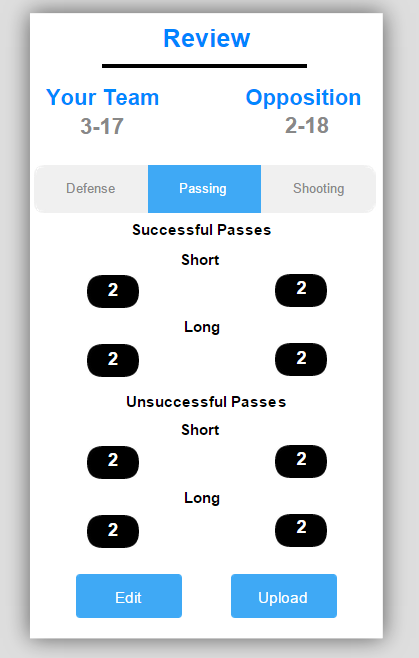 Review
Your Team Opposition
3-17 2-18
Defense Passing Shooting
Successful Passes
Short
2 2
Long
2 2
Unsuccessful Passes
Short
2 2
Long
2 2
Edit Upload